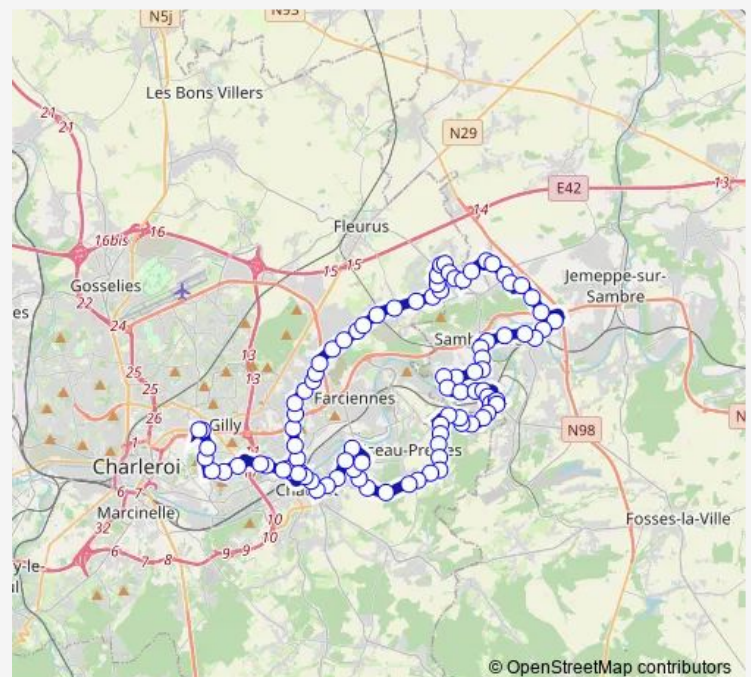 N5j
N93
Les Bons Villers
21
21
N29
E42
13
14
Fleurus
16bis
16
15
15
Gosselies
22
Jemeppe-sur-
Sambre
24
13
25
13
25
Farciennes
26
Gilly
N98
1
Charleroi
6
7
Marcinelle
10
10
32
6
7
8
9
9
Fosses-la-Ville
© OpenStreetMap contributors